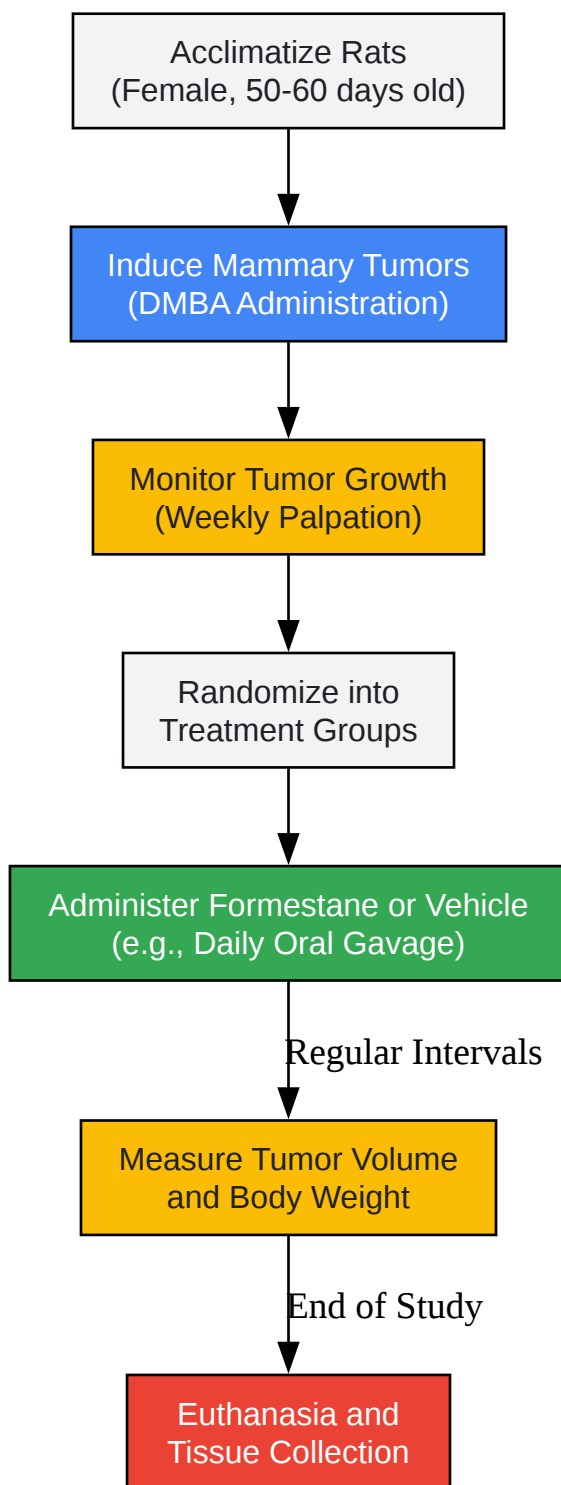 Acclimatize Rats
(Female, 50-60 days old)
Induce Mammary Tumors
(DMBA Administration)
Monitor Tumor Growth
(Weekly Palpation)
Randomize into
Treatment Groups
Administer Formestane or Vehicle
(e.g., Daily Oral Gavage)
Regular Intervals
Measure Tumor Volume
and Body Weight
End of Study
Euthanasia and
Tissue Collection